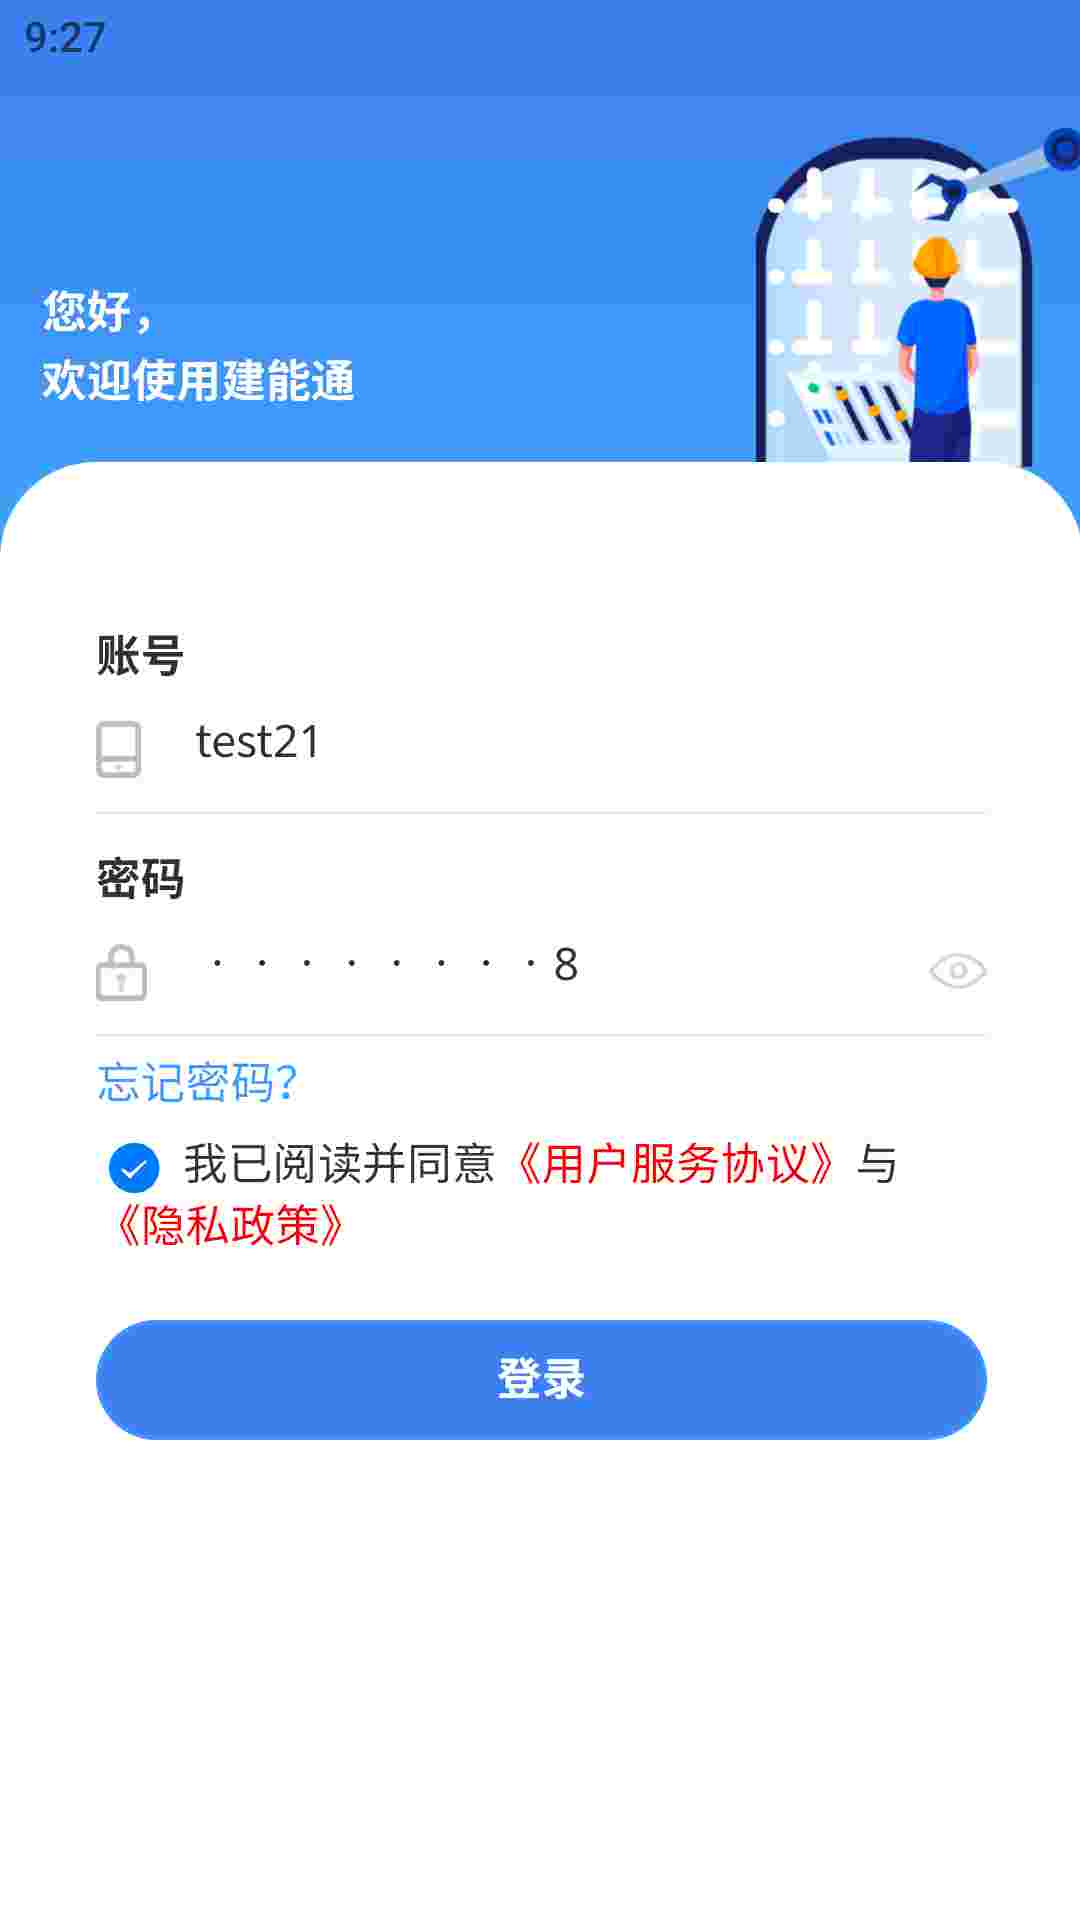 9:27
您好，
欢迎使用建能通
账号
test21
密码
········8
忘记密码？
我已阅读并同意《用户服务协议》与
《隐私政策》
登录